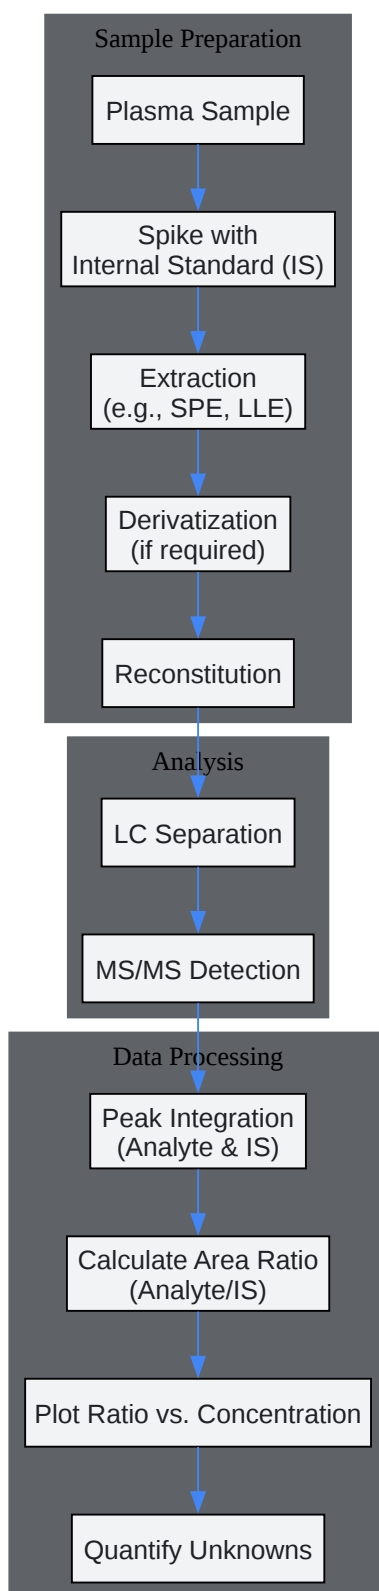 Sample Preparation
Plasma Sample
Spike with
Internal Standard (IS)
Extraction
(e.g., SPE, LLE)
Derivatization
(if required)
Reconstitution
Analysis
LC Separation
MS/MS Detection
Data Processing
Peak Integration
(Analyte & IS)
Calculate Area Ratio
(Analyte/IS)
Plot Ratio vs. Concentration
Quantify Unknowns